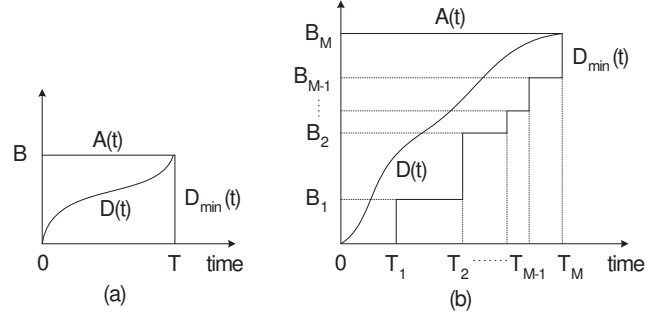 B
A(t)
D(t)
D_min(t)
0
T
time
(a)
B_M
A(t)
D_min(t)
B_M-1
B_2
D(t)
B_1
0
T_1
T_2
T_M-1
T_M
time
(b)